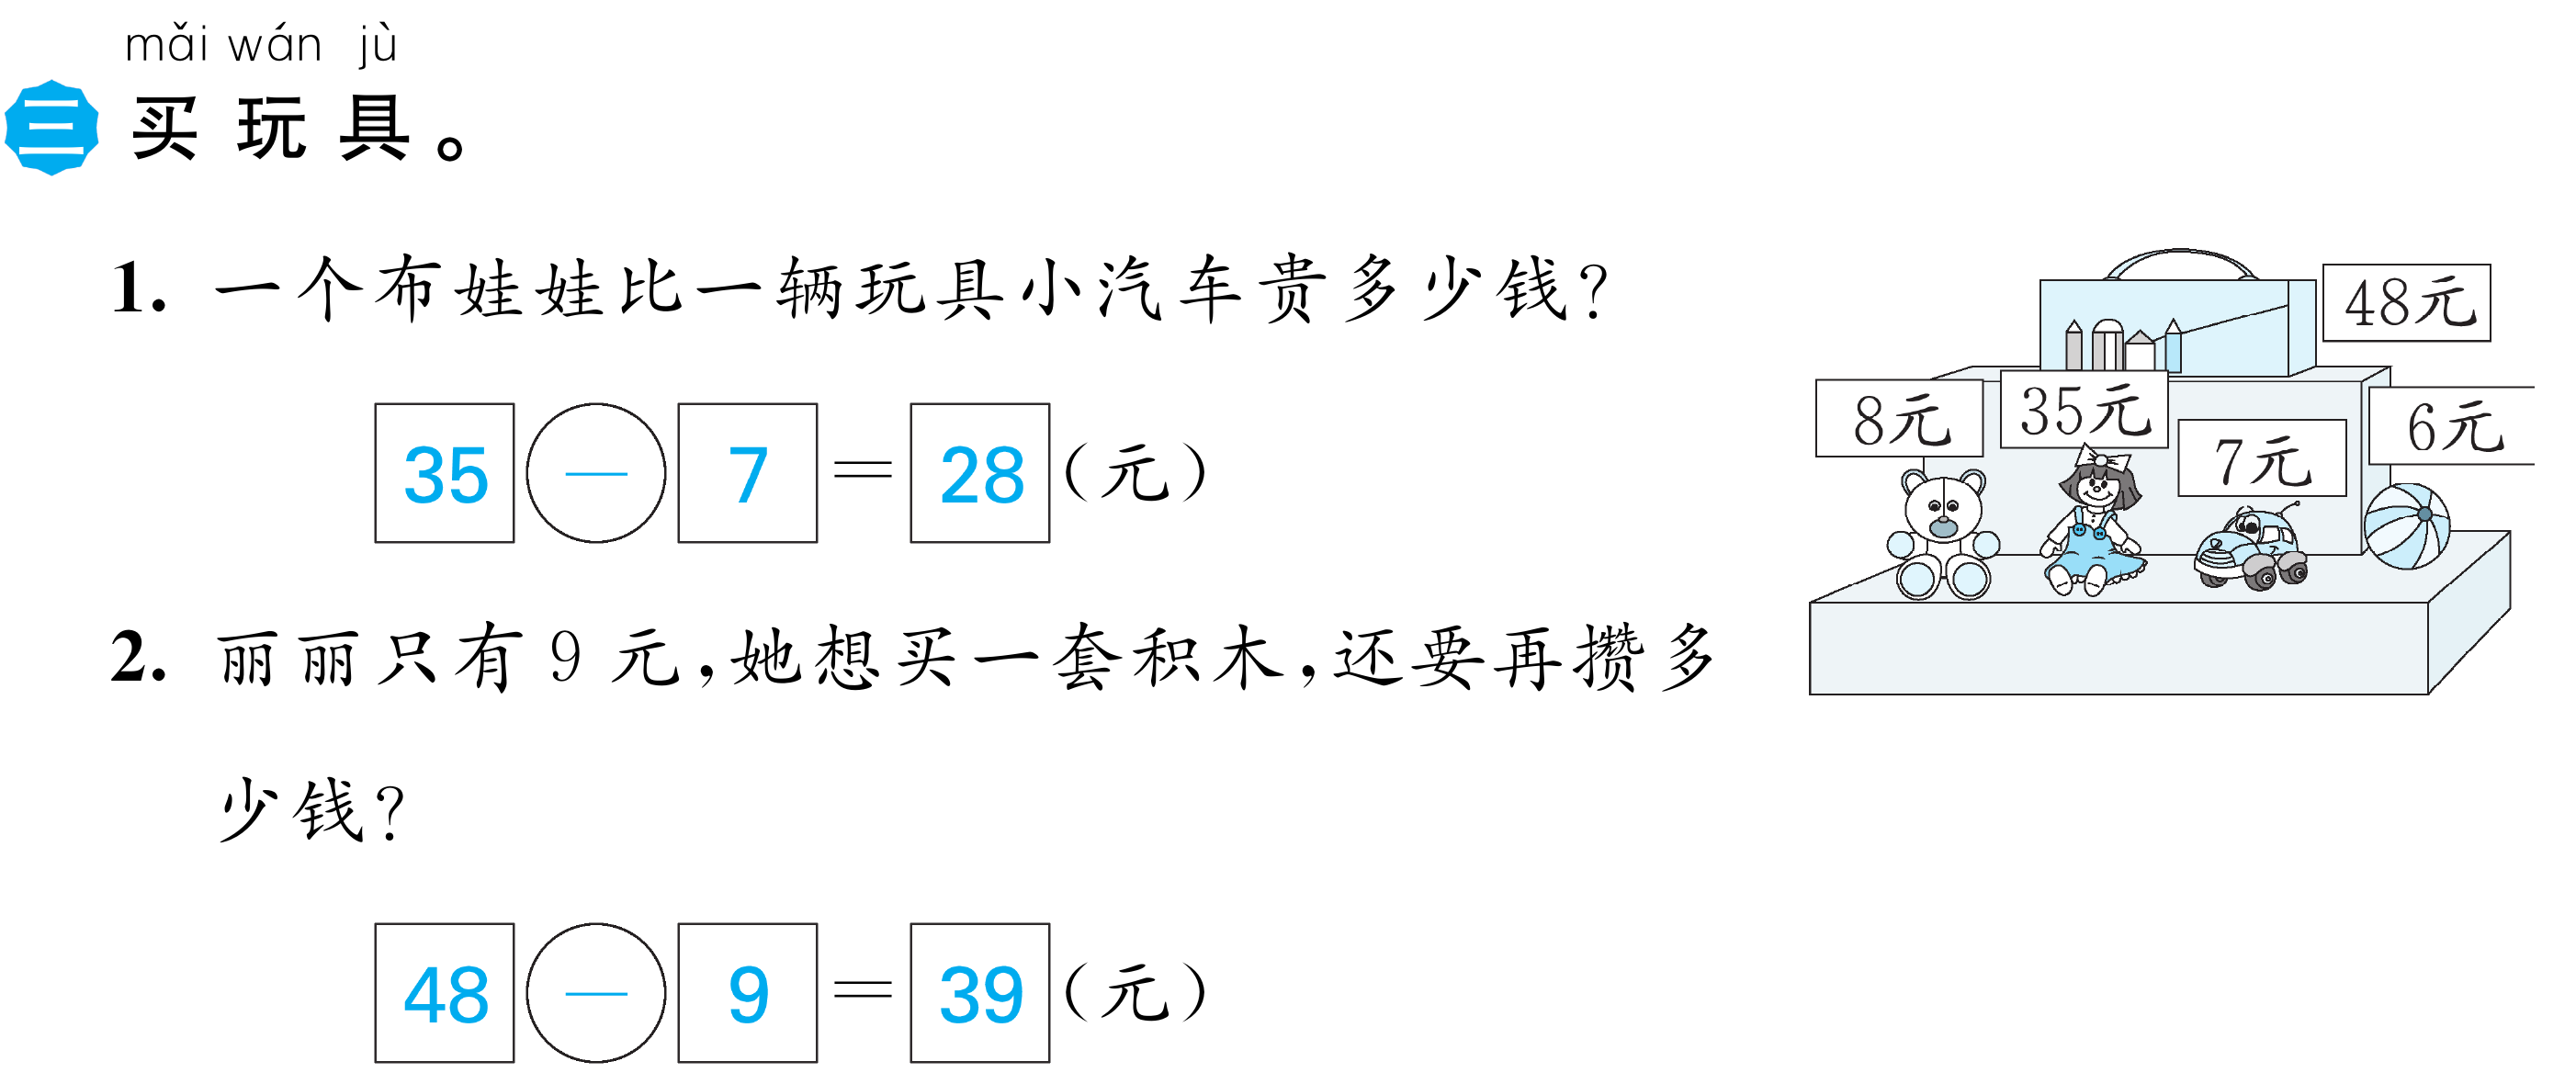 mǎi wán jù
三 买玩具。
1. 一个布娃娃比一辆玩具小汽车贵多少钱?
35 － 7 = 28 (元)
48元
8元
35元
7元
6元
2. 丽丽只有9元,她想买一套积木,还要再攒多
少钱?
48 － 9 = 39 (元)